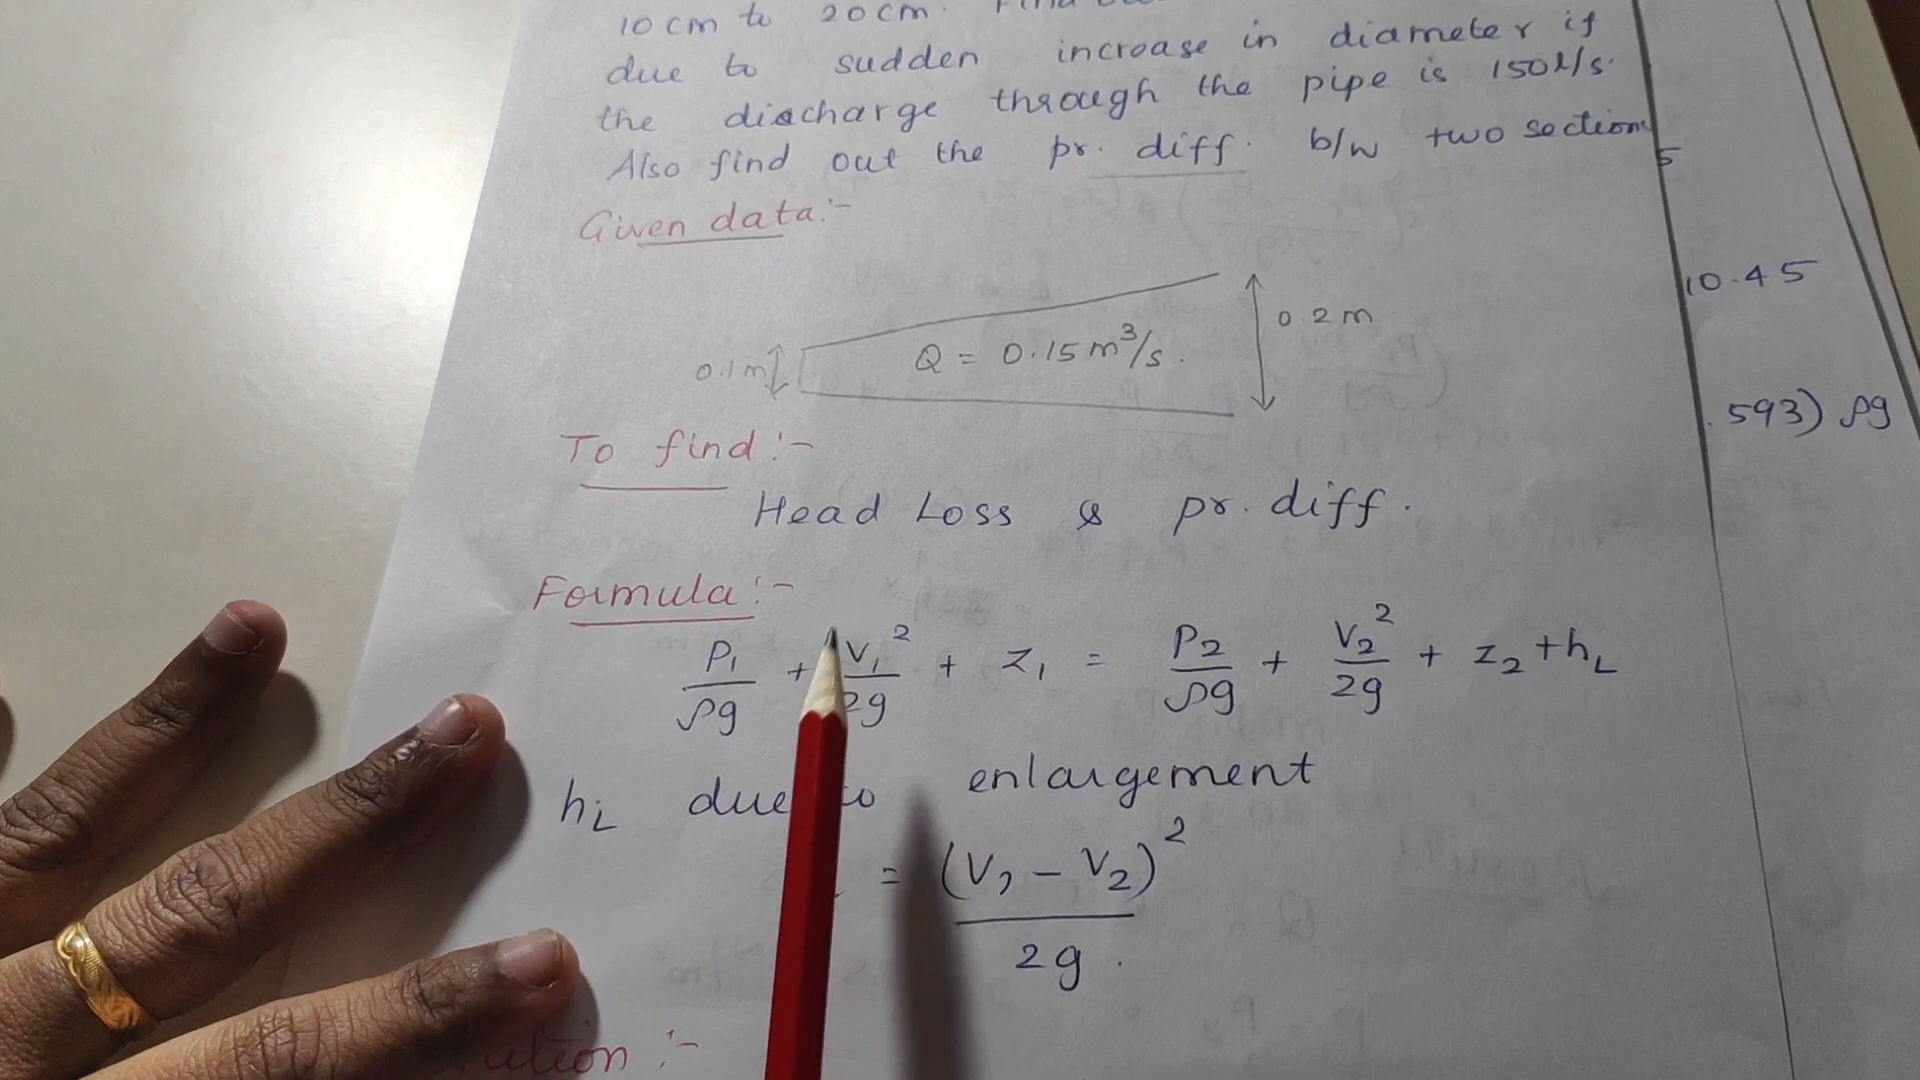 10 cm to 20 cm.
due to sudden increase in diameter if
the discharge through the pipe is 150 l/s.
Also find out the pr. diff. b/w two sections
Given data:-
0.1 m
Q = 0.15 m³/s.
0.2 m
10.45
.593) ρg
To find:-
Head Loss & pr. diff.
Formula:-
P₁/ρg + V₁²/2g + z₁ = P₂/ρg + V₂²/2g + z₂ + hL
hL due to enlargement
= (V₁ - V₂)²/2g.